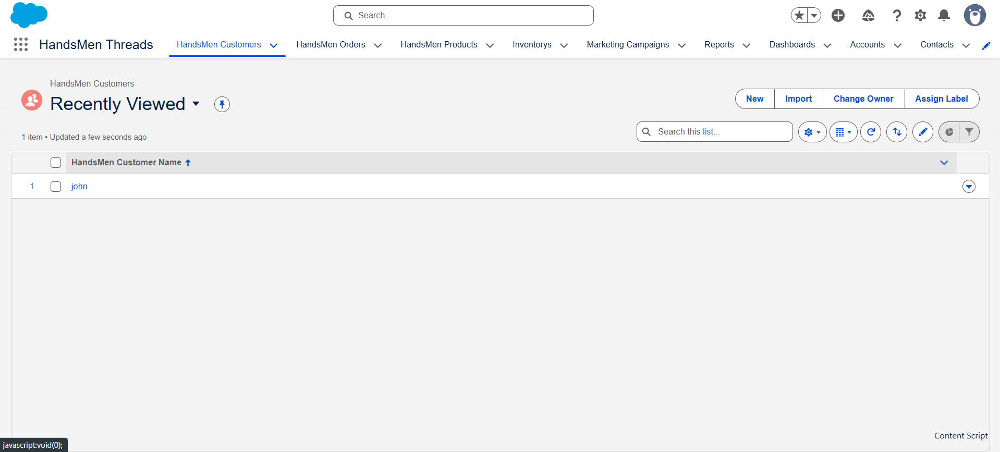 Search...
HandsMen Threads
HandsMen Customers
HandsMen Orders
HandsMen Products
Inventorys
Marketing Campaigns
Reports
Dashboards
Accounts
Contacts
HandsMen Customers
Recently Viewed
New
Import
Change Owner
Assign Label
1 item • Updated a few seconds ago
Search this list...
HandsMen Customer Name
1
john
Content Script
javascript:void(0);